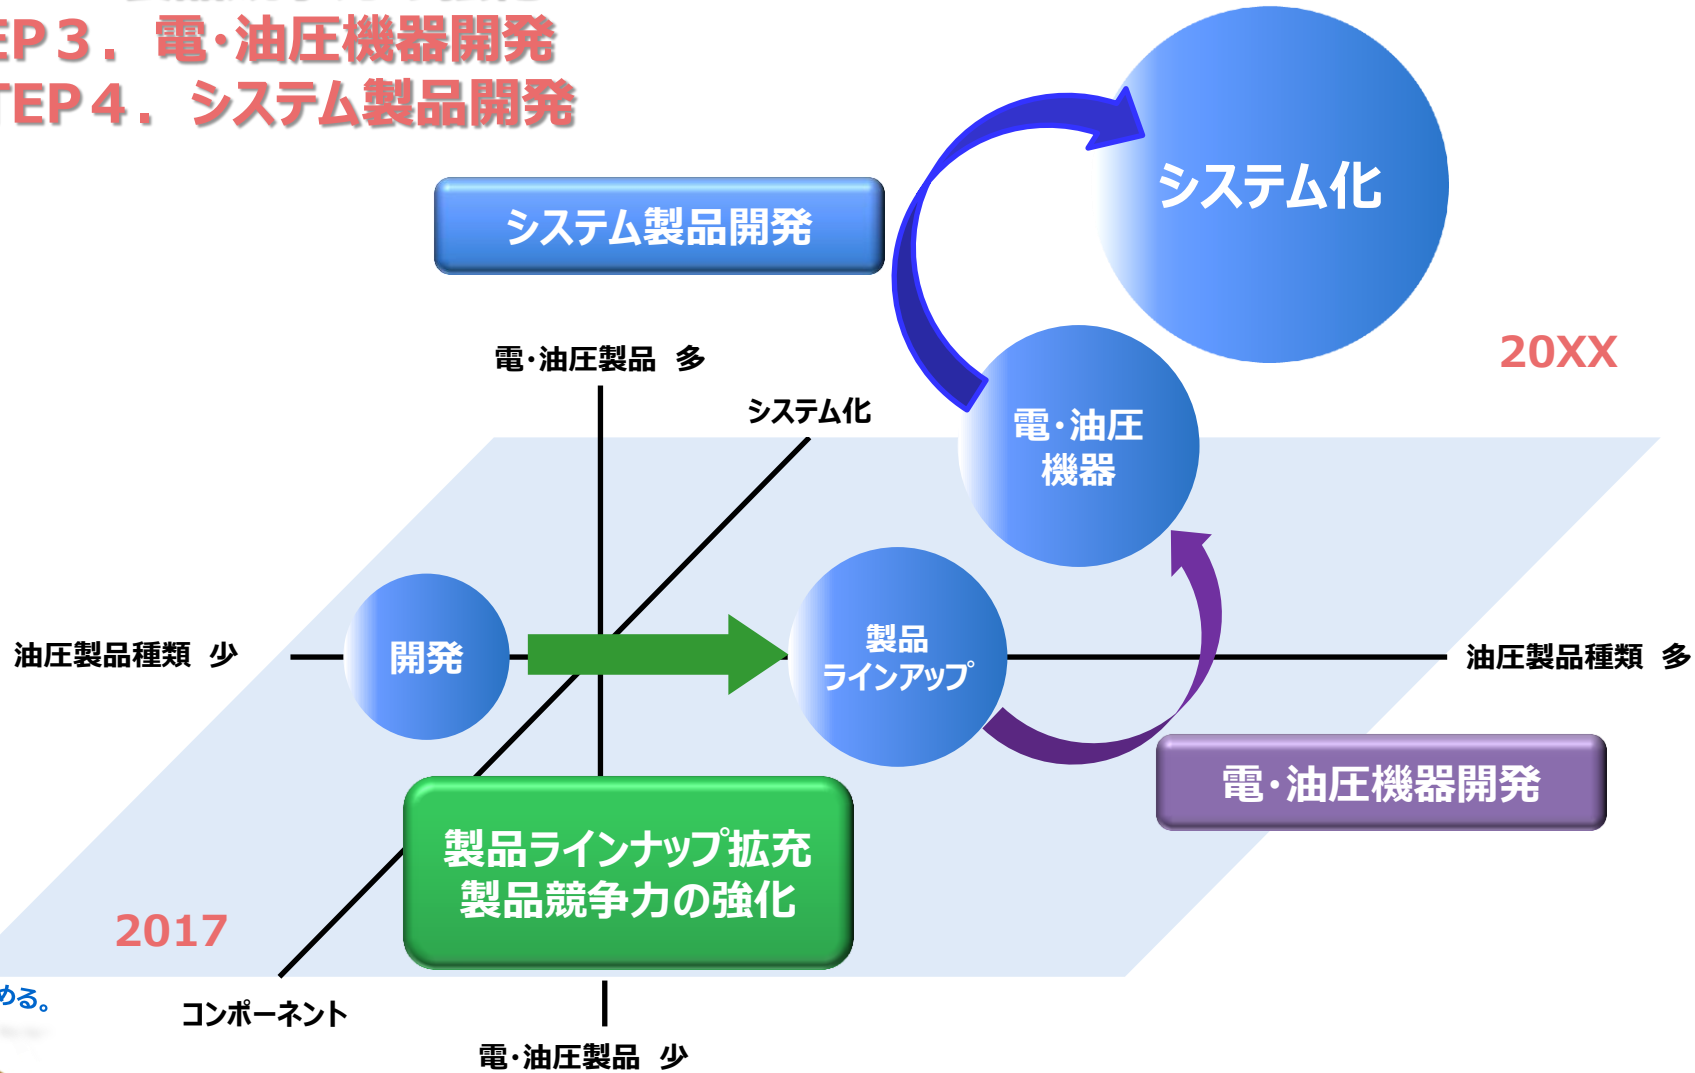 EP３．電・油圧機器開発
TEP４．システム製品開発
システム化
システム製品開発
20XX
電・油圧製品 多
システム化
電・油圧
機器
油圧製品種類 少
開発
製品
ラインアップ
油圧製品種類 多
電・油圧機器開発
製品ラインナップ拡充
製品競争力の強化
2017
める。
コンポーネント
電・油圧製品 少